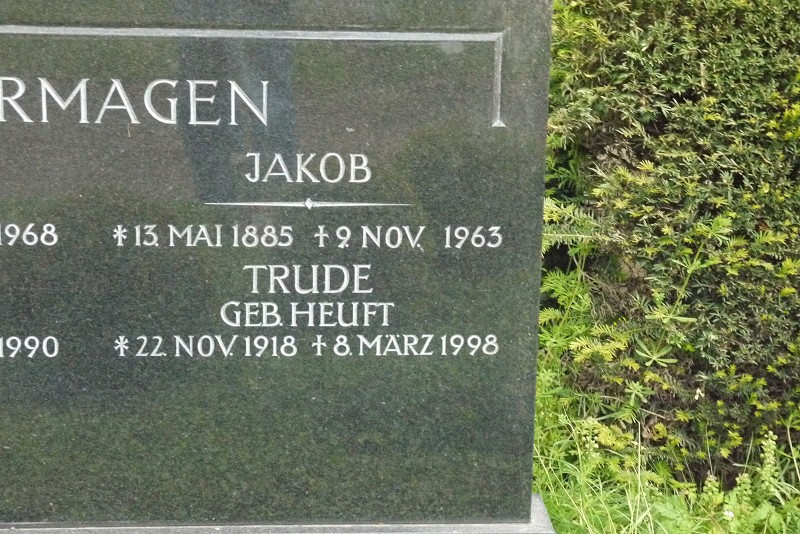 RMAGEN
JAKOB
1968 * 13. MAI 1885 † 9. NOV. 1963
TRUDE
GEB. HEUFT
1990 * 22. NOV. 1918 † 8. MÄRZ 1998